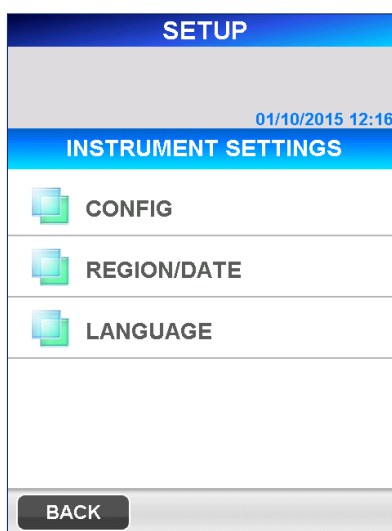 SETUP
01/10/2015 12:16
INSTRUMENT SETTINGS
CONFIG
REGION/DATE
LANGUAGE
BACK